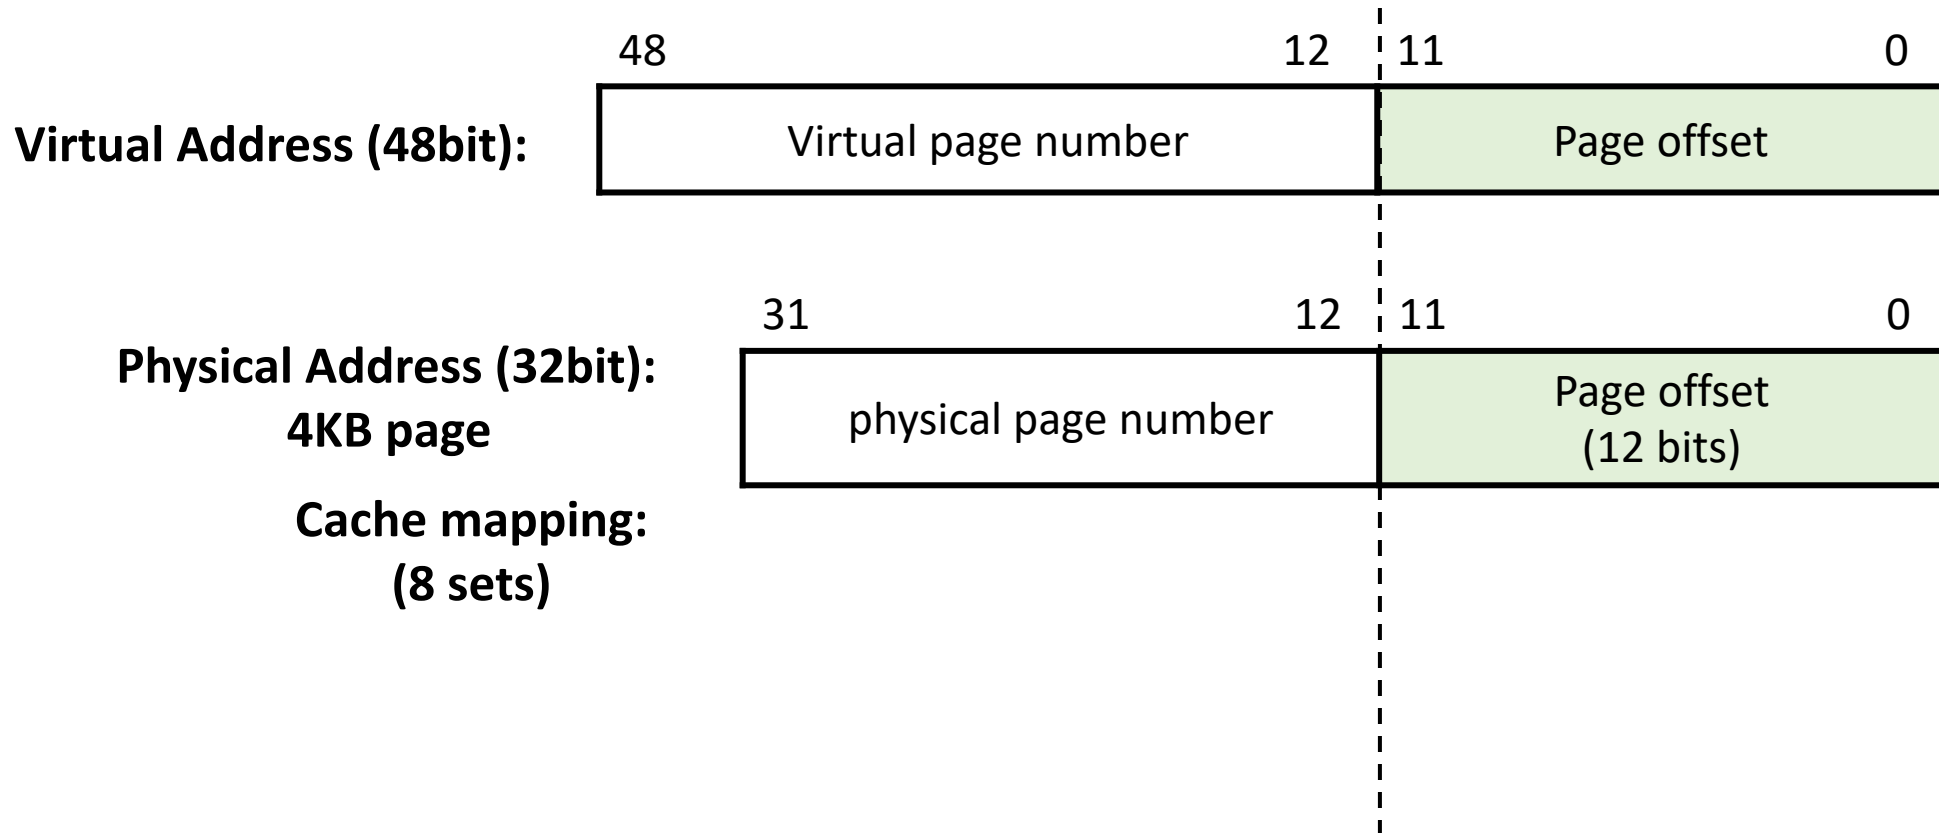 48 12 11 0
Virtual Address (48bit): Virtual page number Page offset
31 12 11 0
Physical Address (32bit):
4KB page
physical page number
Page offset
(12 bits)
Cache mapping:
(8 sets)